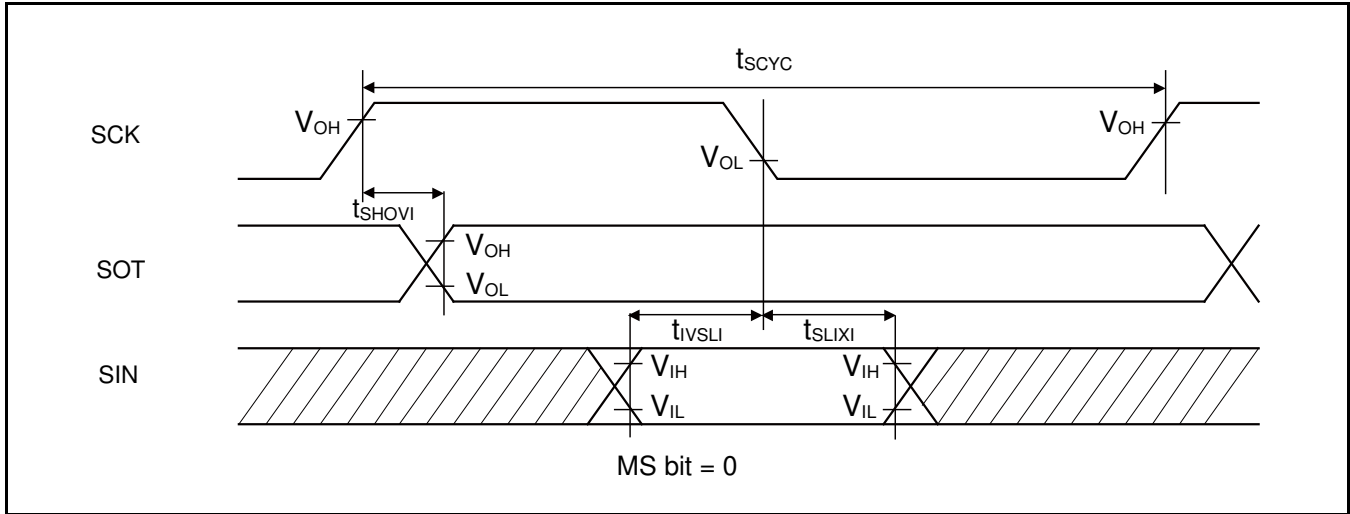 tSCYC
SCK
VOH
VOL
VOH
tSHOVI
SOT
VOH
VOL
tIVSLI
tSLIXI
SIN
VIH
VIL
VIH
VIL
MS bit = 0